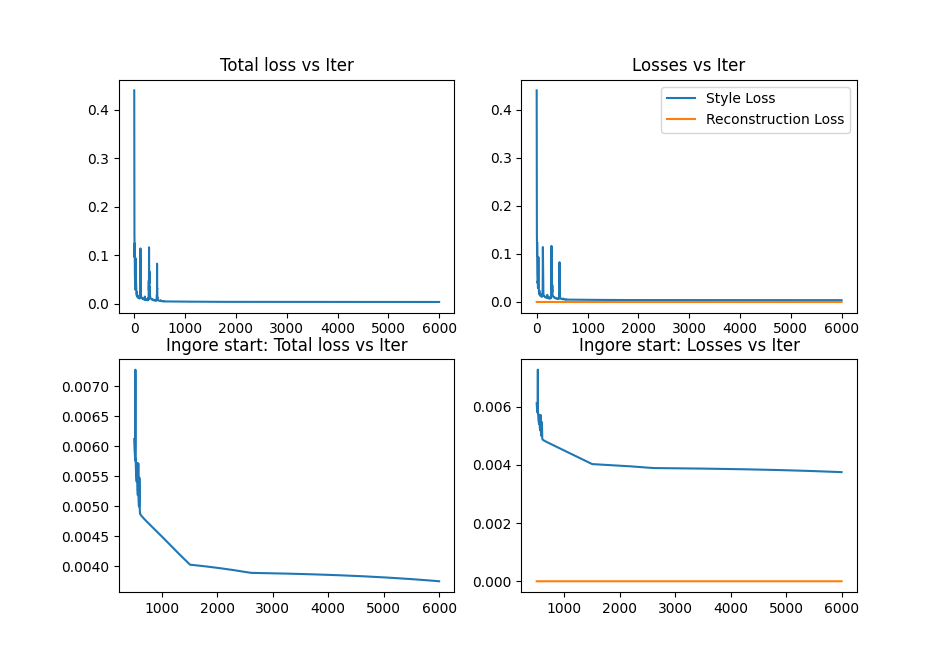 Total loss vs Iter
0.4
0.3
0.2
0.1
0.0
0 1000 2000 3000 4000 5000 6000
Losses vs Iter
Style Loss
Reconstruction Loss
0.4
0.3
0.2
0.1
0.0
0 1000 2000 3000 4000 5000 6000
Ingore start: Total loss vs Iter
0.0070
0.0065
0.0060
0.0055
0.0050
0.0045
0.0040
1000 2000 3000 4000 5000 6000
Ingore start: Losses vs Iter
0.006
0.004
0.002
0.000
1000 2000 3000 4000 5000 6000